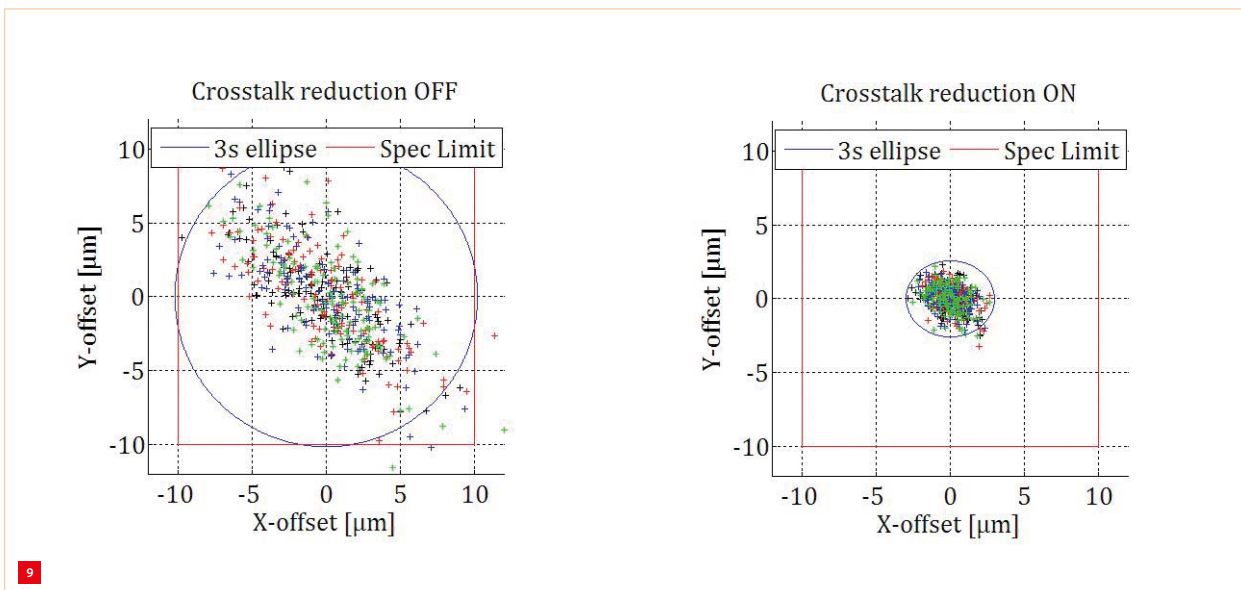 Crosstalk reduction OFF
3s ellipse Spec Limit
10
5
0
-5
-10
Y-offset [μm]
-10 -5 0 5 10
X-offset [μm]
Crosstalk reduction ON
3s ellipse Spec Limit
10
5
0
-5
-10
Y-offset [μm]
-10 -5 0 5 10
X-offset [μm]
9